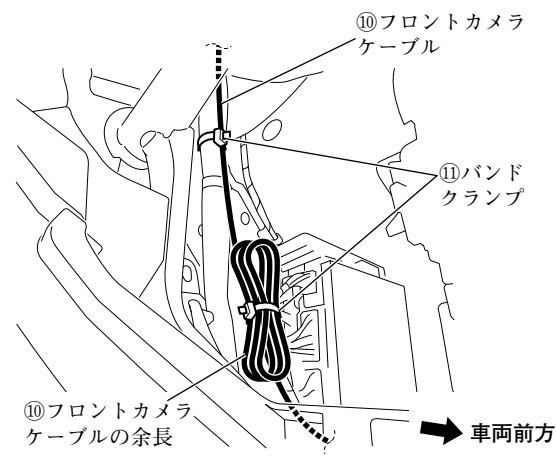 ⑩フロントカメラ
ケーブル
⑪バンド
クランプ
⑩フロントカメラ
ケーブルの余長
車両前方